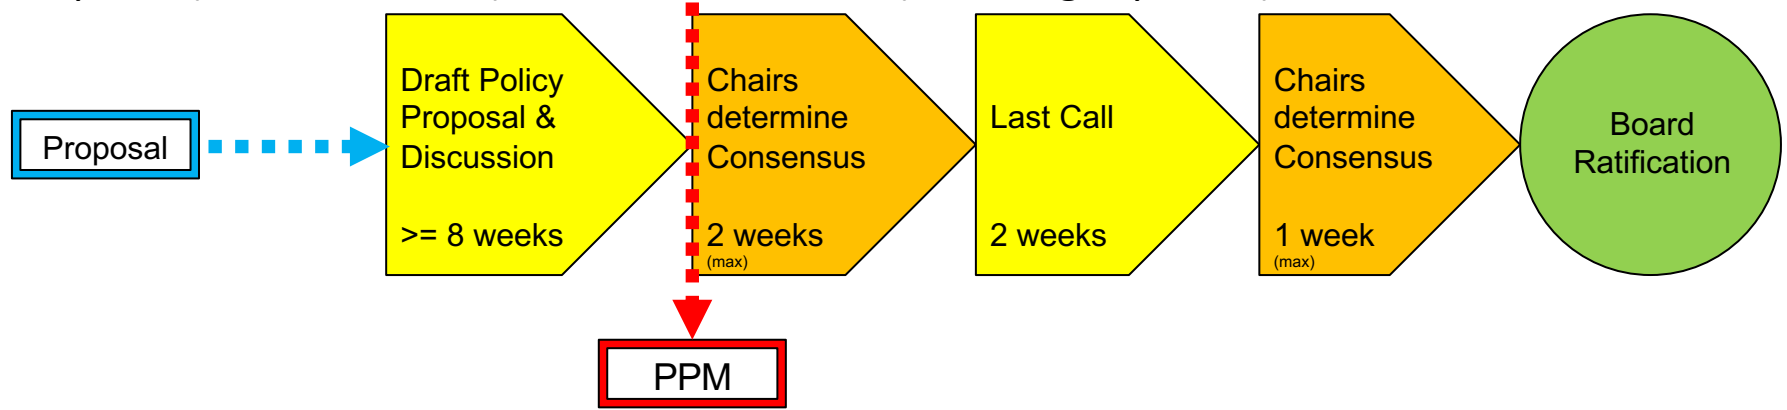 Proposal
Draft Policy
Proposal &
Discussion
>= 8 weeks
Chairs
determine
Consensus
2 weeks
(max)
Last Call
2 weeks
Chairs
determine
Consensus
1 week
(max)
Board
Ratification
PPM